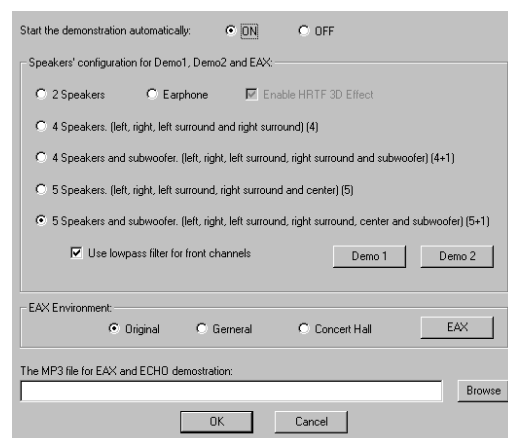 Start the demonstration automatically: ON OFF
Speakers' configuration for Demo1, Demo2 and EAX:
2 Speakers Earphone Enable HRTF 3D Effect
4 Speakers. (left, right, left surround and right surround) (4)
4 Speakers and subwoofer. (left, right, left surround, right surround and subwoofer) (4+1)
5 Speakers. (left, right, left surround, right surround and center) (5)
5 Speakers and subwoofer. (left, right, left surround, right surround, center and subwoofer) (5+1)
Use lowpass filter for front channels Demo 1 Demo 2
EAX Environment:
Original Gerneral Concert Hall EAX
The MP3 file for EAX and ECHO demostration:
Browse
OK Cancel